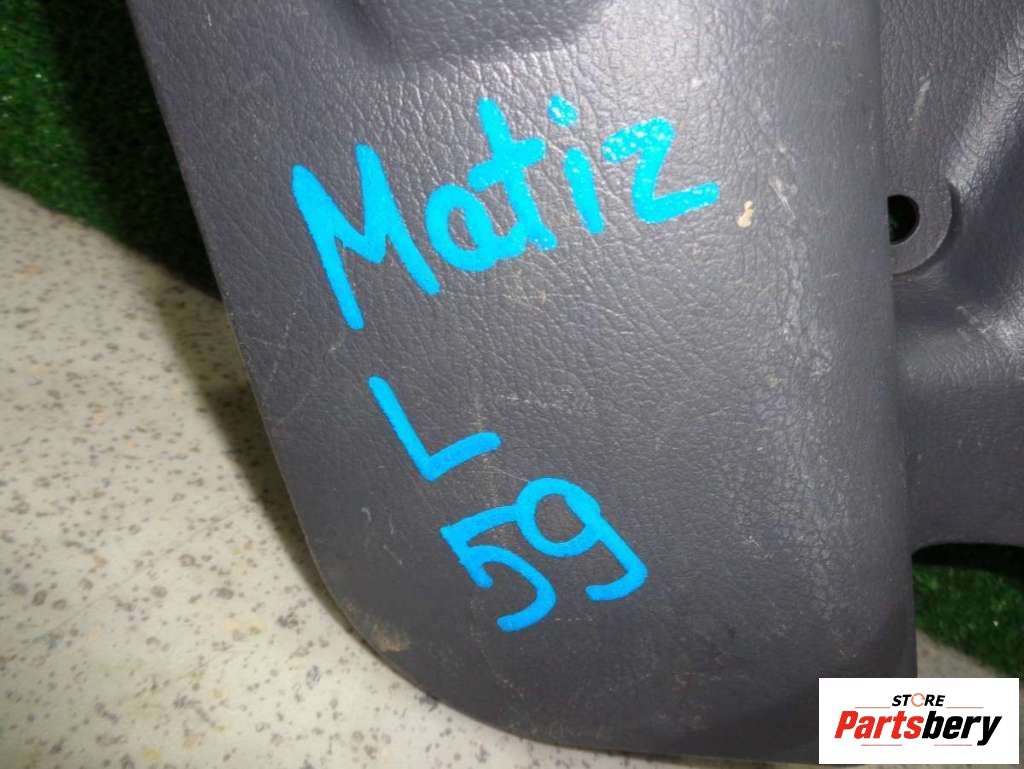 Matiz
L
59
STORE
Partsbery